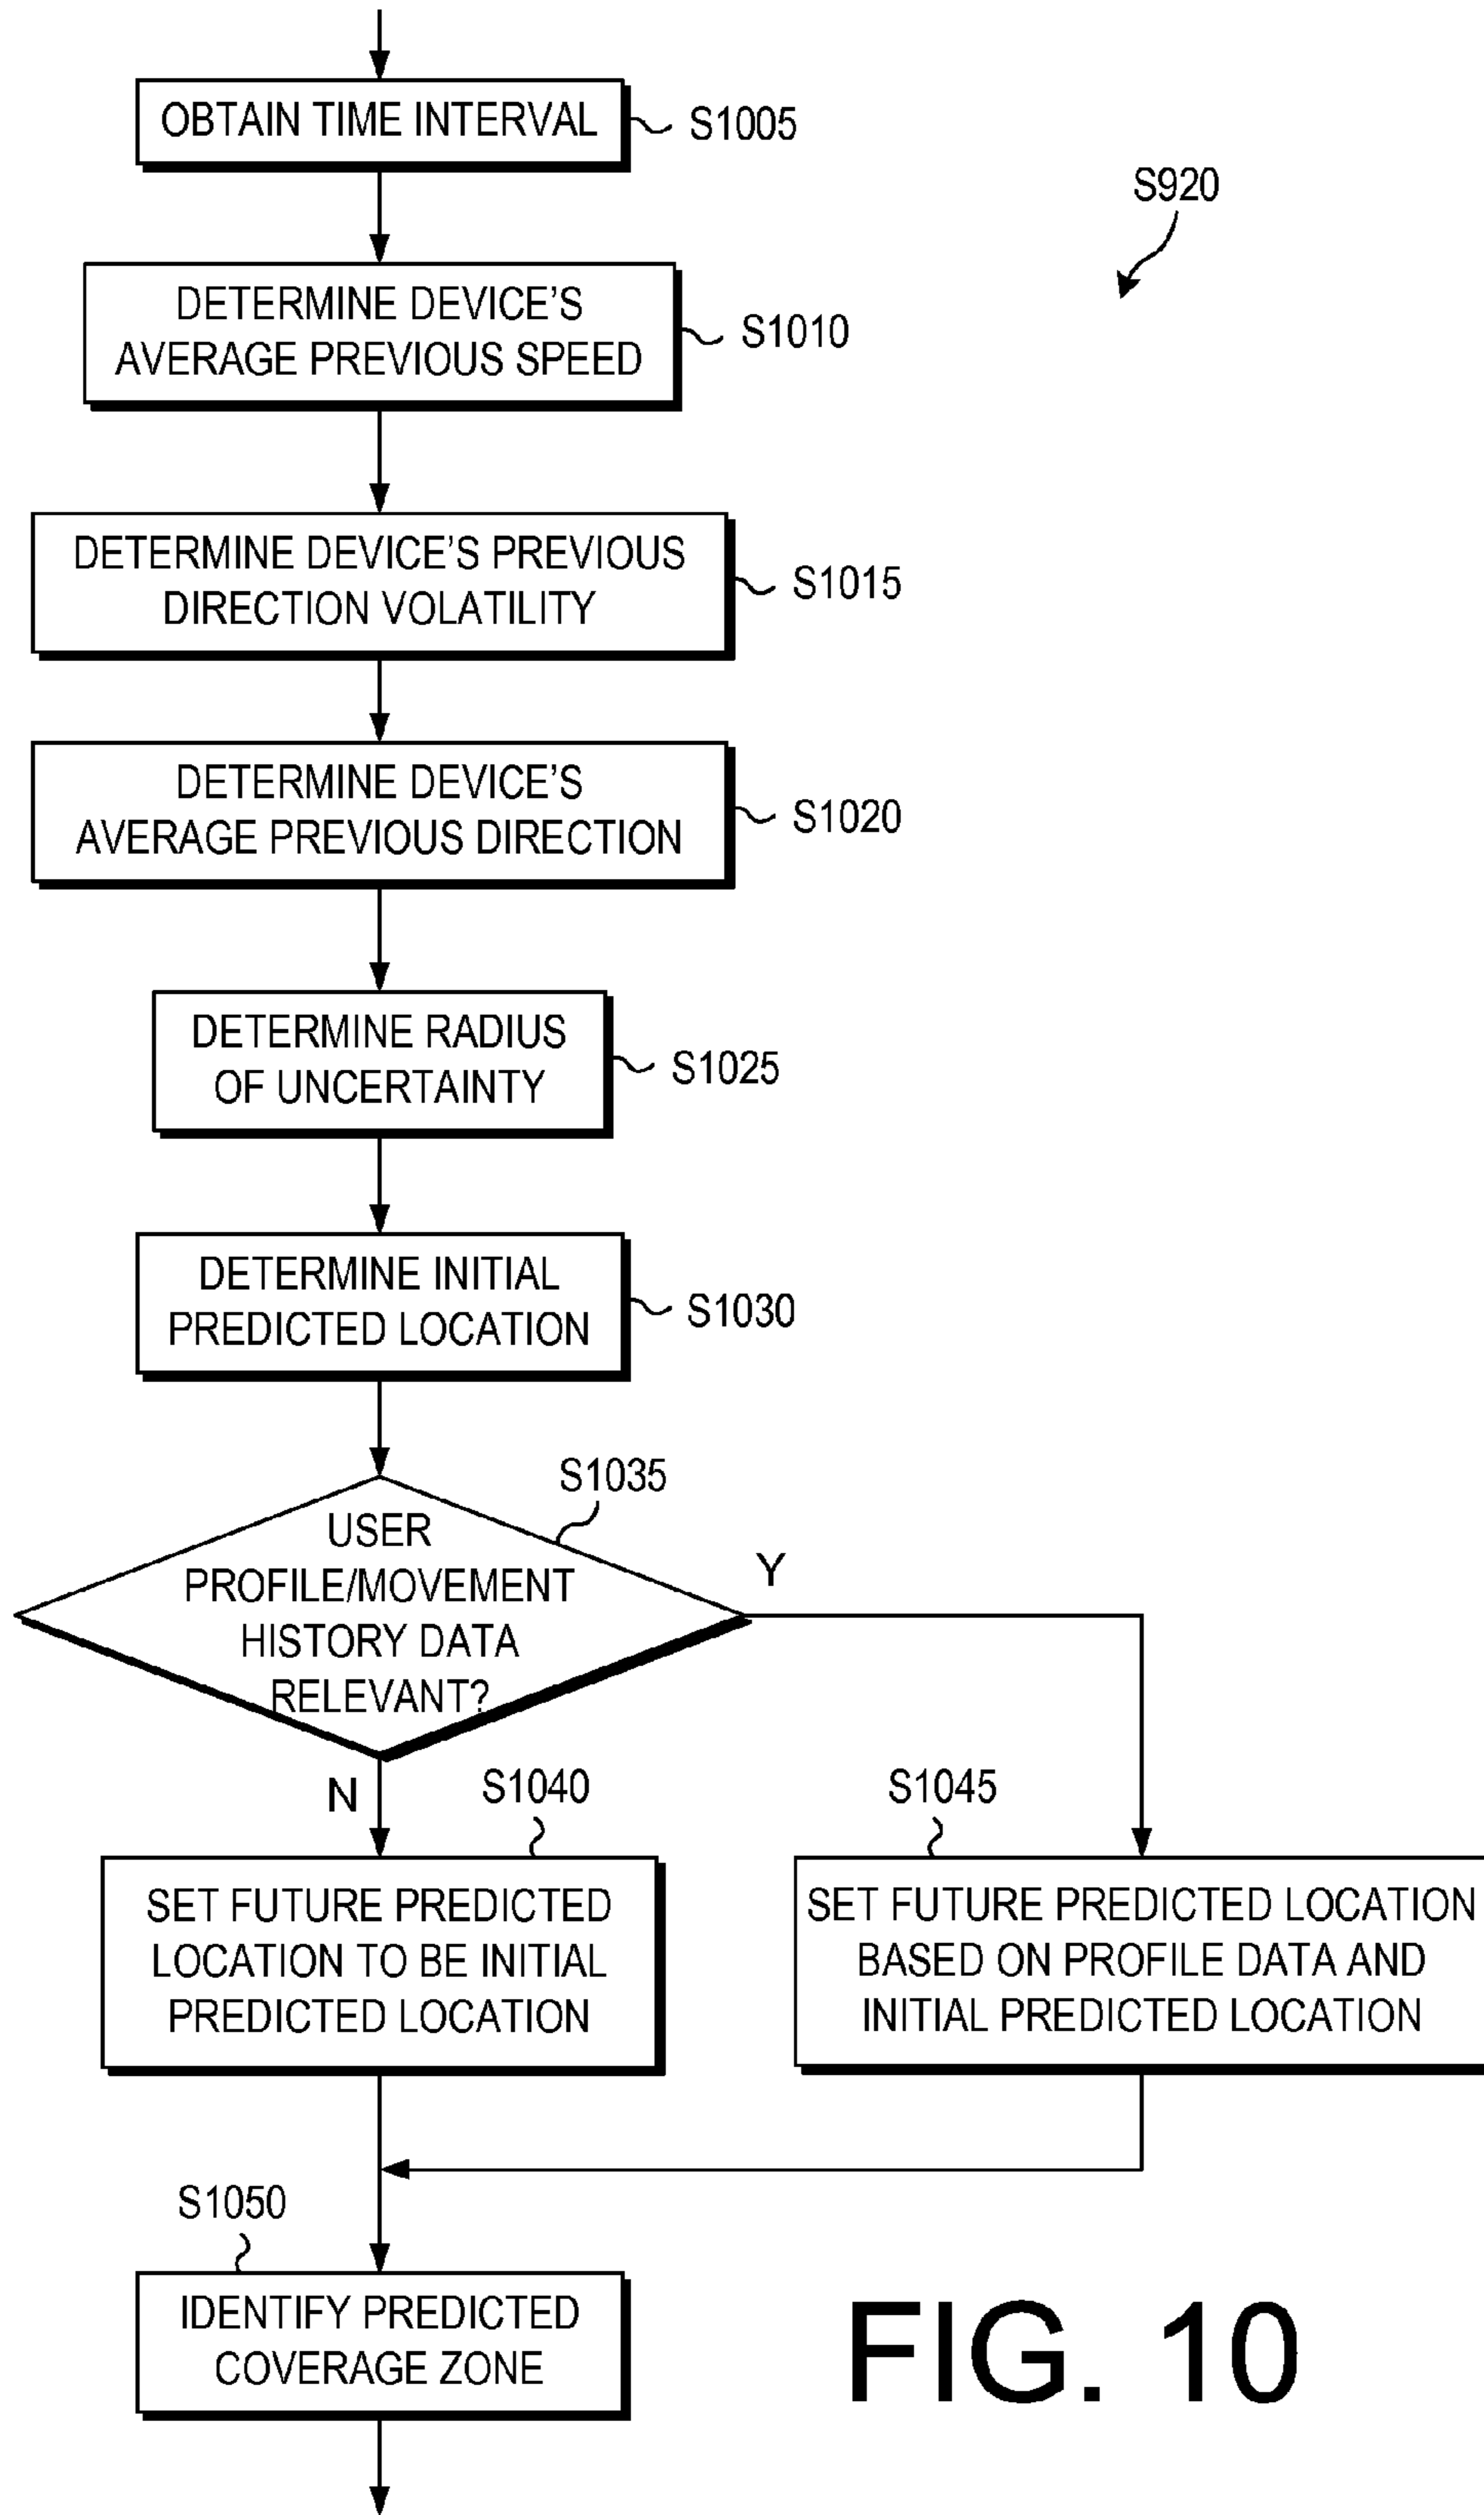 OBTAIN TIME INTERVAL
S1005
S920
DETERMINE DEVICE'S
AVERAGE PREVIOUS SPEED
S1010
DETERMINE DEVICE'S PREVIOUS
DIRECTION VOLATILITY
S1015
DETERMINE DEVICE'S
AVERAGE PREVIOUS DIRECTION
S1020
DETERMINE RADIUS
OF UNCERTAINTY
S1025
DETERMINE INITIAL
PREDICTED LOCATION
S1030
S1035
USER
PROFILE/MOVEMENT
HISTORY DATA
RELEVANT?
Y
N
S1040
SET FUTURE PREDICTED
LOCATION TO BE INITIAL
PREDICTED LOCATION
S1045
SET FUTURE PREDICTED LOCATION
BASED ON PROFILE DATA AND
INITIAL PREDICTED LOCATION
S1050
IDENTIFY PREDICTED
COVERAGE ZONE
FIG. 10